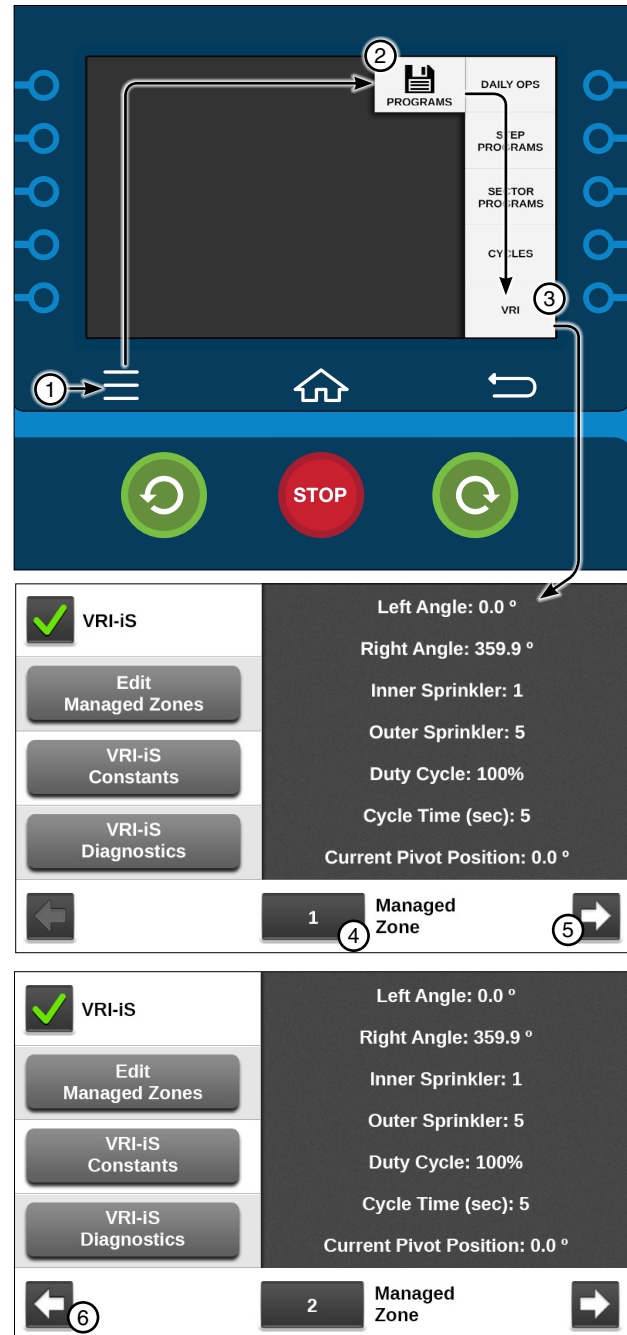 2
PROGRAMS
DAILY OPS
STEP
PROGRAMS
SECTOR
PROGRAMS
CYCLES
3
VRI
1
STOP
VRI-iS
Edit
Managed Zones
VRI-iS
Constants
VRI-iS
Diagnostics
Left Angle: 0.0 º
Right Angle: 359.9 º
Inner Sprinkler: 1
Outer Sprinkler: 5
Duty Cycle: 100%
Cycle Time (sec): 5
Current Pivot Position: 0.0 º
1
4
Managed
Zone
5
VRI-iS
Edit
Managed Zones
VRI-iS
Constants
VRI-iS
Diagnostics
Left Angle: 0.0 º
Right Angle: 359.9 º
Inner Sprinkler: 1
Outer Sprinkler: 5
Duty Cycle: 100%
Cycle Time (sec): 5
Current Pivot Position: 0.0 º
6
2
Managed
Zone